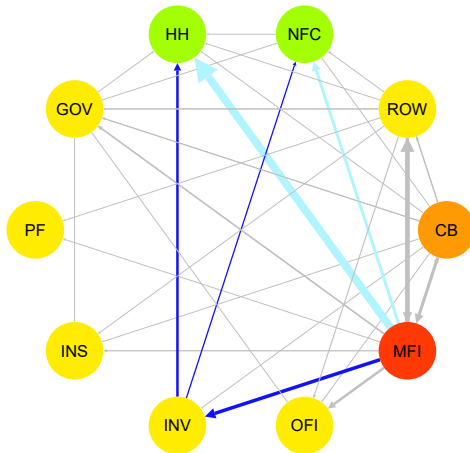 HH
NFC
GOV
ROW
PF
CB
INS
MFI
INV
OFI